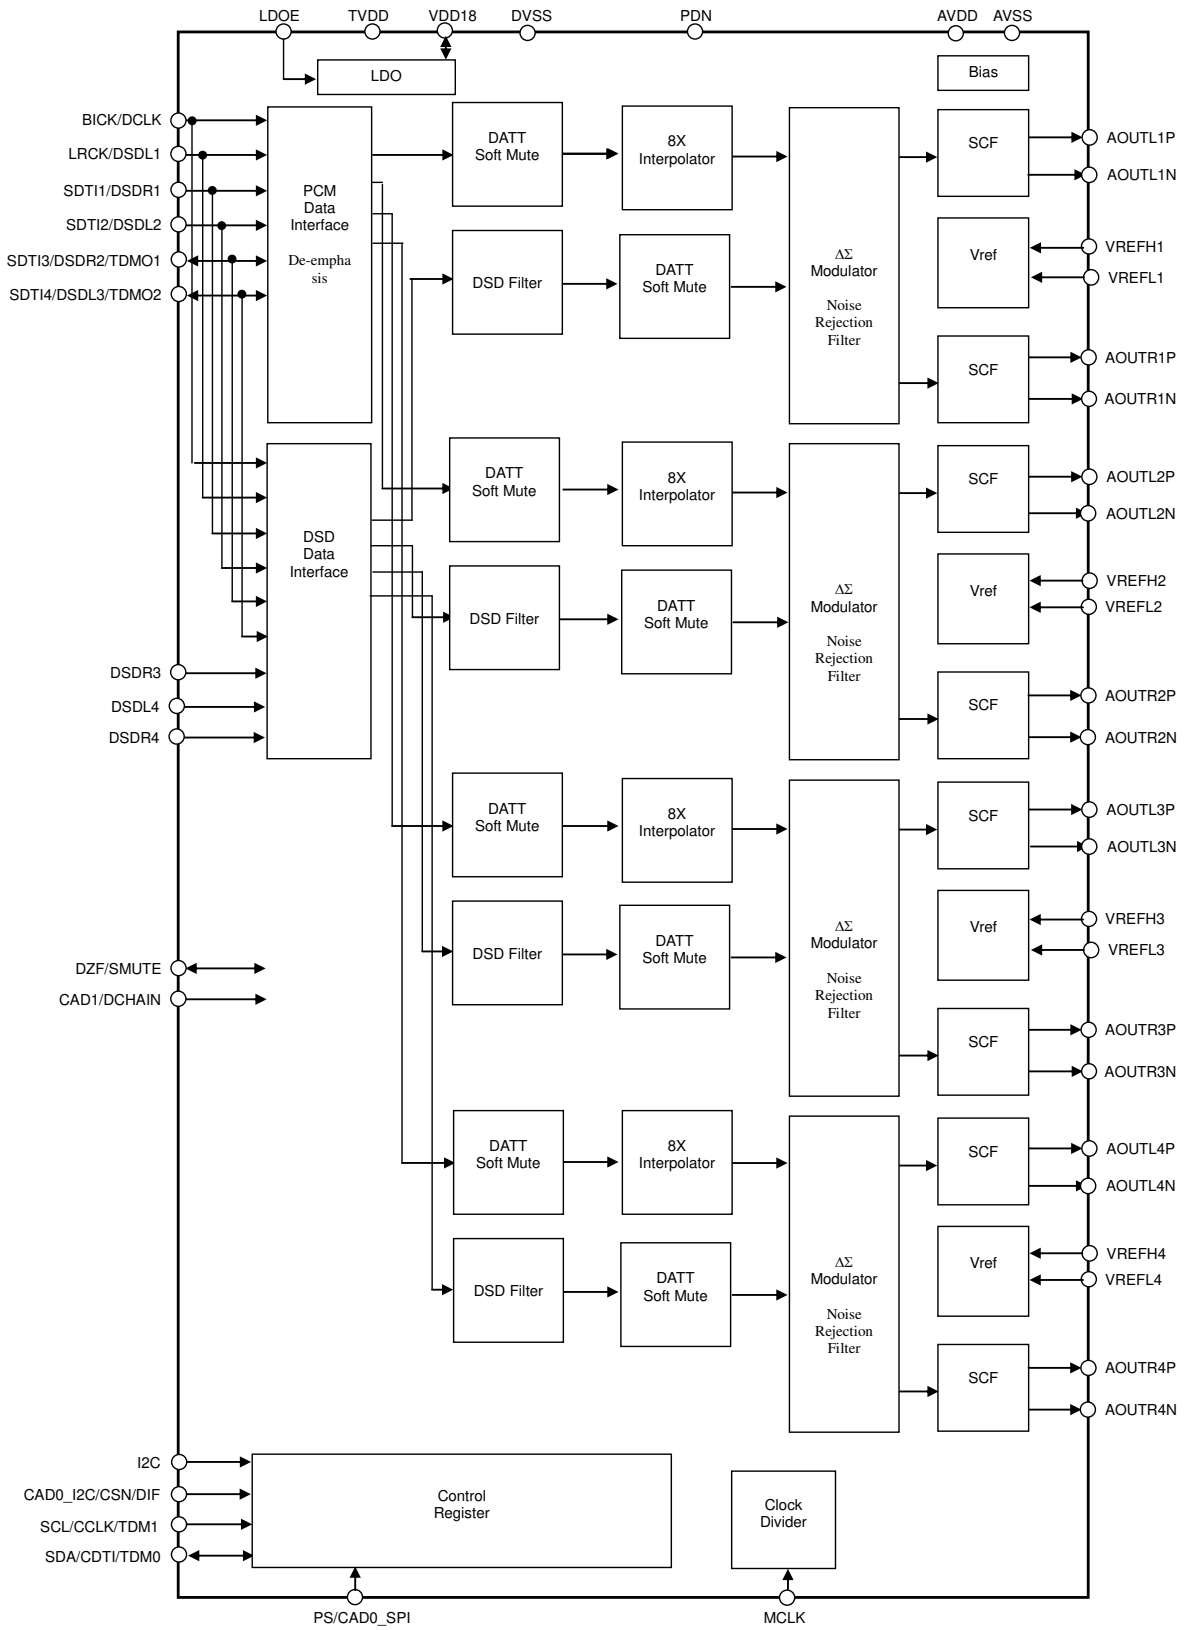 LDOE
TVDD
VDD18
DVSS
PDN
AVDD
AVSS
LDO
Bias
BICK/DCLK
LRCK/DSDL1
SDTI1/DSDR1
SDTI2/DSDL2
SDTI3/DSDR2/TDMO1
SDTI4/DSDL3/TDMO2
PCM
Data
Interface
De-empha
sis
DATT
Soft Mute
8X
Interpolator
DSD Filter
DATT
Soft Mute
ΔΣ
Modulator
Noise
Rejection
Filter
SCF
Vref
SCF
AOUTL1P
AOUTL1N
VREFH1
VREFL1
AOUTR1P
AOUTR1N
DSD
Data
Interface
DSDR3
DSDL4
DSDR4
DATT
Soft Mute
8X
Interpolator
DSD Filter
DATT
Soft Mute
ΔΣ
Modulator
Noise
Rejection
Filter
SCF
Vref
SCF
AOUTL2P
AOUTL2N
VREFH2
VREFL2
AOUTR2P
AOUTR2N
DATT
Soft Mute
8X
Interpolator
DSD Filter
DATT
Soft Mute
ΔΣ
Modulator
Noise
Rejection
Filter
SCF
Vref
SCF
AOUTL3P
AOUTL3N
VREFH3
VREFL3
AOUTR3P
AOUTR3N
DZF/SMUTE
CAD1/DCHAIN
DATT
Soft Mute
8X
Interpolator
DSD Filter
DATT
Soft Mute
ΔΣ
Modulator
Noise
Rejection
Filter
SCF
Vref
SCF
AOUTL4P
AOUTL4N
VREFH4
VREFL4
AOUTR4P
AOUTR4N
I2C
CAD0_I2C/CSN/DIF
SCL/CCLK/TDM1
SDA/CDTI/TDM0
Control
Register
Clock
Divider
PS/CAD0_SPI
MCLK